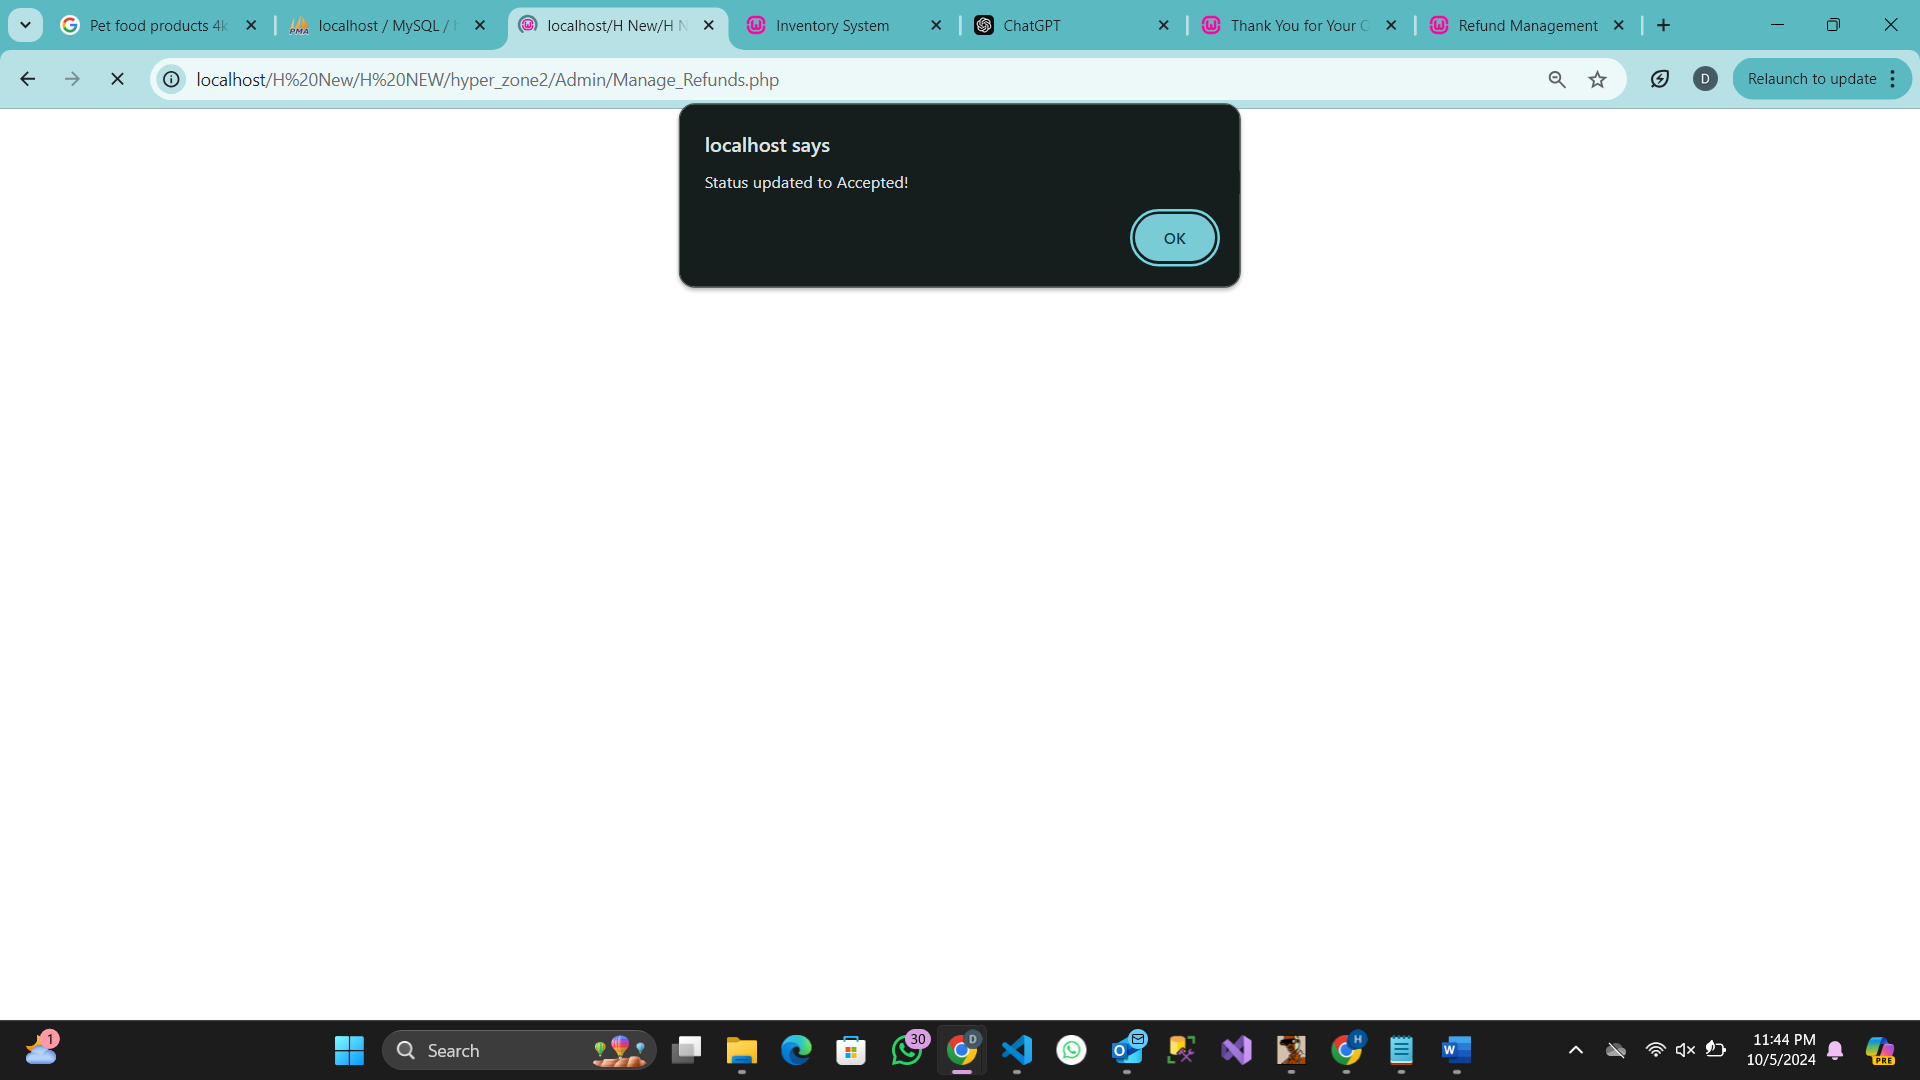 Pet food products 4k
localhost / MySQL / h
localhost/H New/H N
Inventory System
ChatGPT
Thank You for Your O
Refund Management
localhost/H%20New/H%20NEW/hyper_zone2/Admin/Manage_Refunds.php
D
Relaunch to update
localhost says
Status updated to Accepted!
OK
1
Search
30
D
H
11:44 PM
10/5/2024
PRE